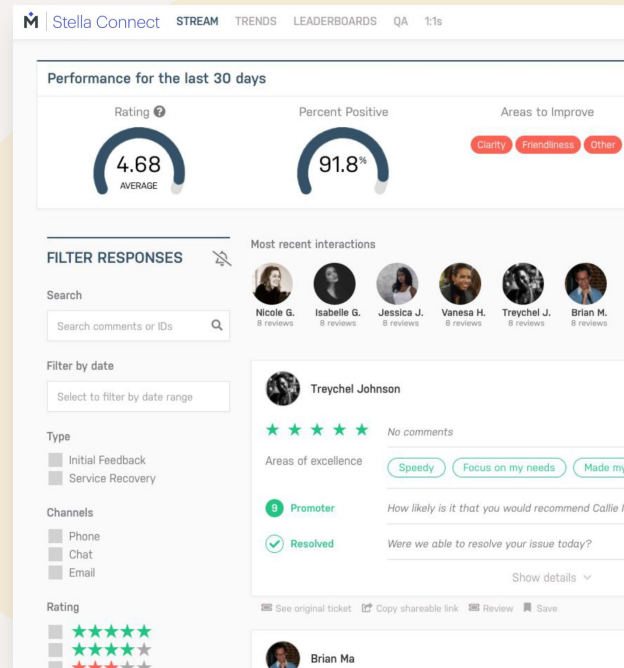 Stella Connect STREAM TRENDS LEADERBOARDS QA 1:1s
Performance for the last 30 days
Rating Percent Positive Areas to Improve
4.68 91.8% Clarity Friendliness Other
AVERAGE
FILTER RESPONSES
Search
Search comments or IDs
Filter by date
Select to filter by date range
Type
Initial Feedback
Service Recovery
Channels
Phone
Chat
Email
Rating
Most recent interactions
Nicole G. Isabelle G. Jessica J. Vanesa H. Treychel J. Brian M.
8 reviews 8 reviews 8 reviews 8 reviews 8 reviews 8 reviews
Treychel Johnson
No comments
Areas of excellence Speedy Focus on my needs Made my
9 Promoter How likely is it that you would recommend Callie
Resolved Were we able to resolve your issue today?
Show details
See original ticket Copy shareable link Review Save
Brian Ma